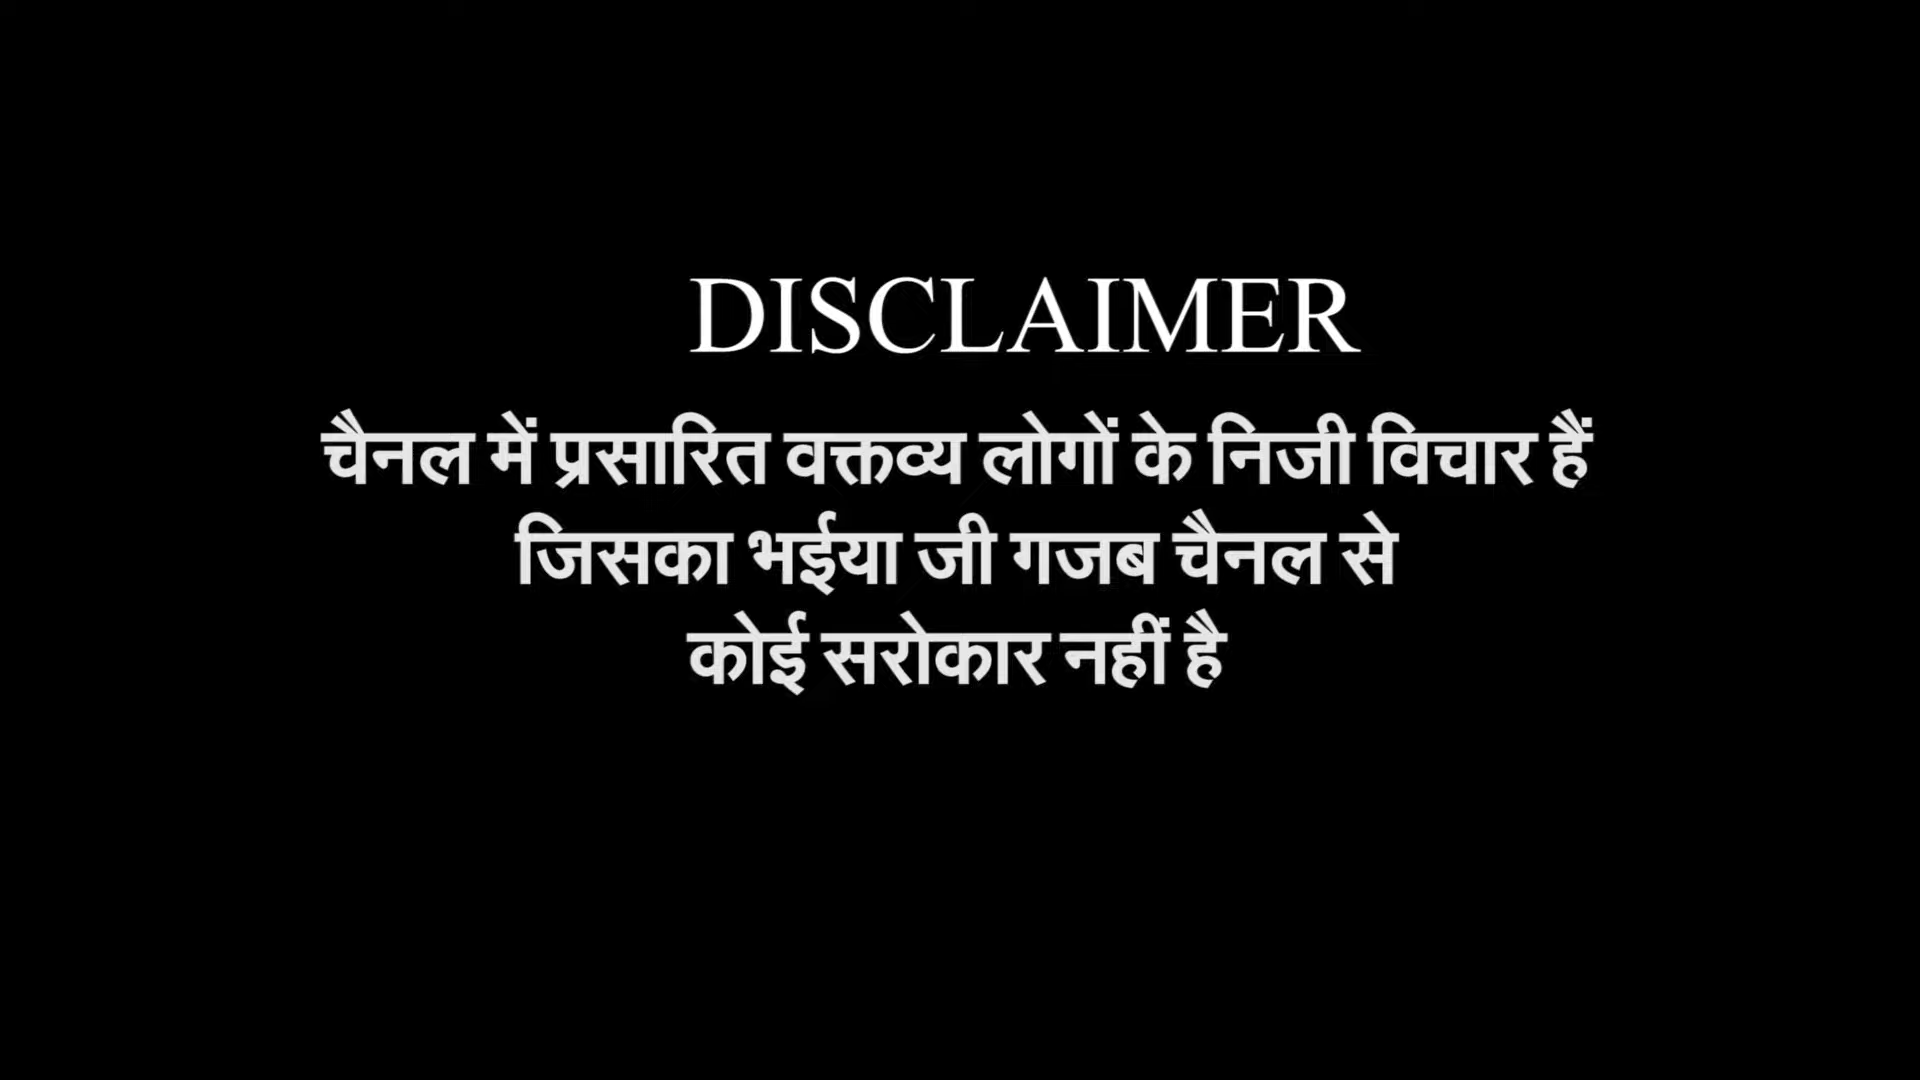 DISCLAIMER
चैनल में प्रसारित वक्तव्य लोगों के निजी विचार हैं
जिसका भईया जी गजब चैनल से
कोई सरोकार नहीं है